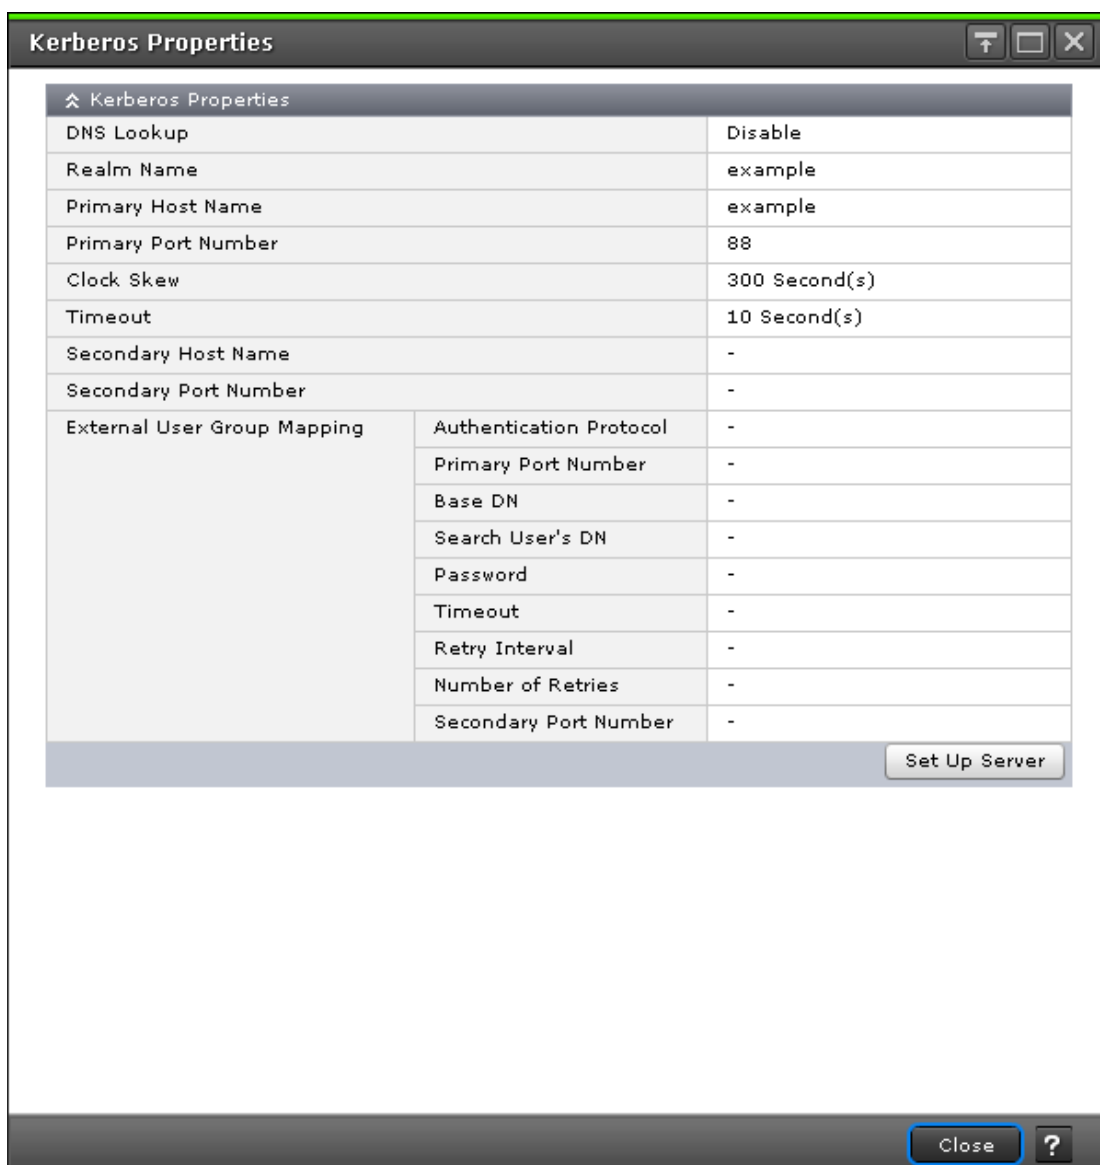 Kerberos Properties
Kerberos Properties
DNS Lookup Disable
Realm Name example
Primary Host Name example
Primary Port Number 88
Clock Skew 300 Second(s)
Timeout 10 Second(s)
Secondary Host Name -
Secondary Port Number -
External User Group Mapping Authentication Protocol -
Primary Port Number -
Base DN -
Search User's DN -
Password -
Timeout -
Retry Interval -
Number of Retries -
Secondary Port Number -
Set Up Server
Close ?